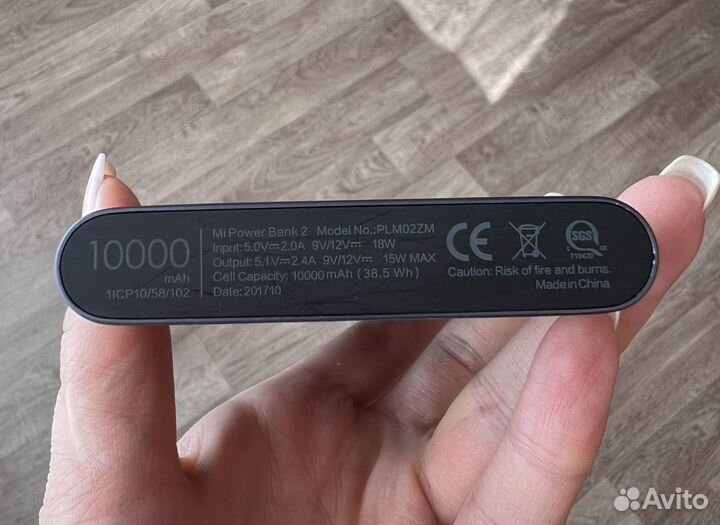 10000
mAh
1ICP10/58/102
Mi Power Bank 2 Model No.:PLM02ZM
Input:5.0V⎓2.0A 9V/12V⎓ 18W
Output:5.1V⎓2.4A 9V/12V⎓ 15W MAX
Cell Capacity: 10000mAh (38.5 Wh)
Date: 201710
CE
SGS
710420
Caution: Risk of fire and burns.
Made in China
Avito